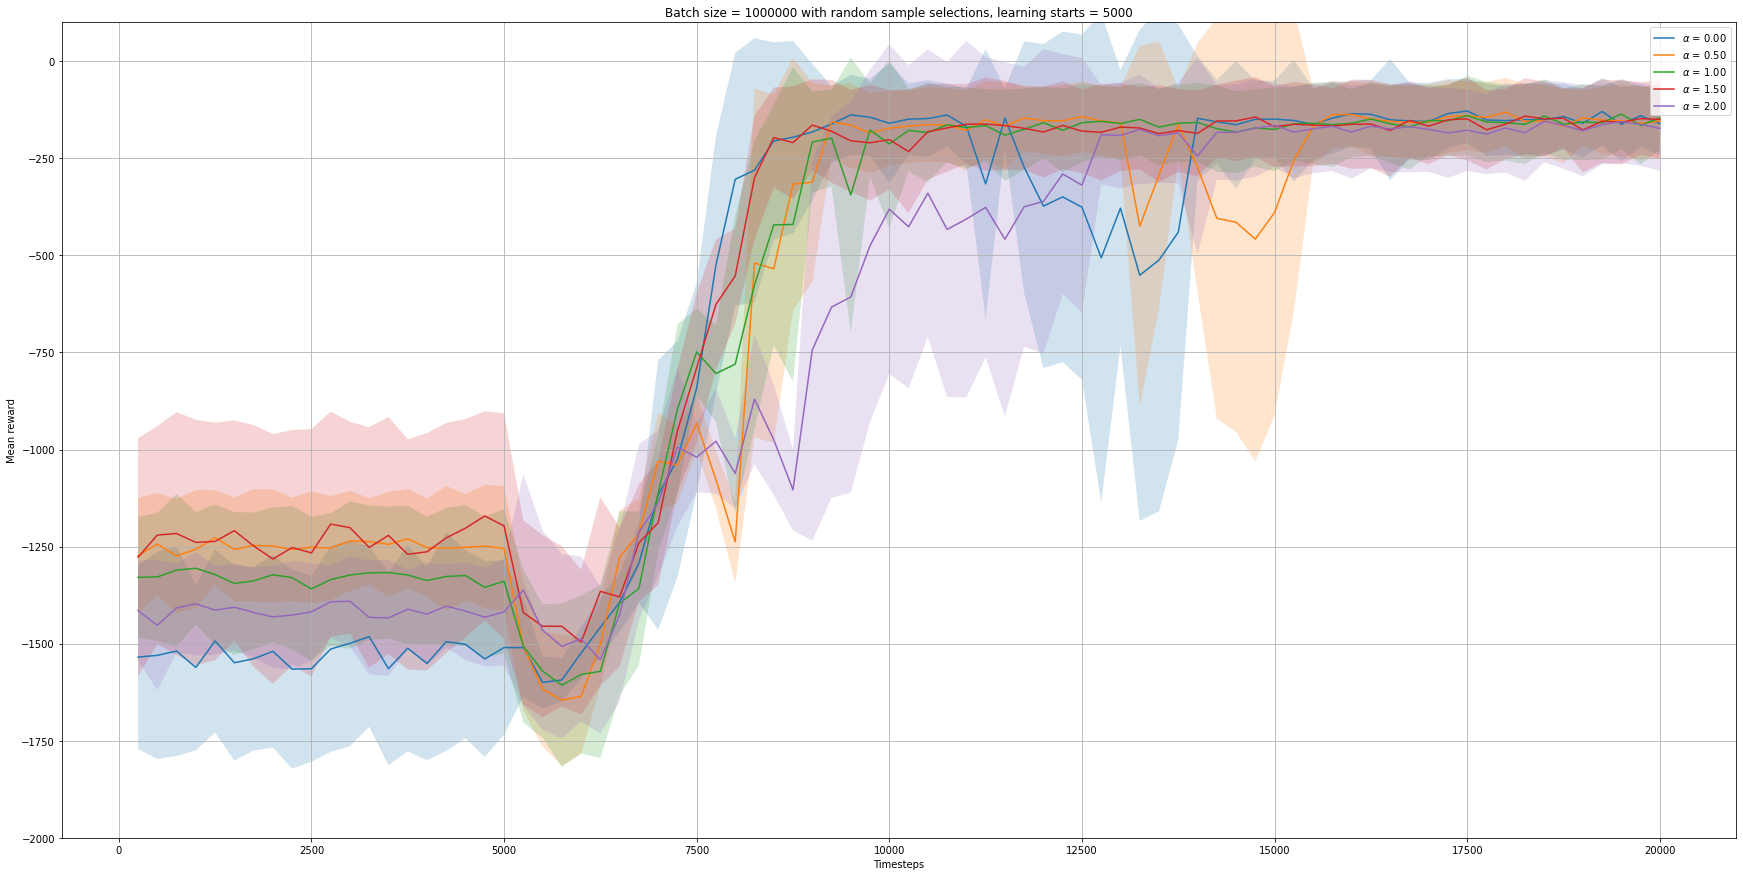 Batch size = 1000000 with random sample selections, learning starts = 5000
α = 0.00
α = 0.50
α = 1.00
α = 1.50
α = 2.00
Mean reward
0
−250
−500
−750
−1000
−1250
−1500
−1750
−2000
0 2500 5000 7500 10000 12500 15000 17500 20000
Timesteps